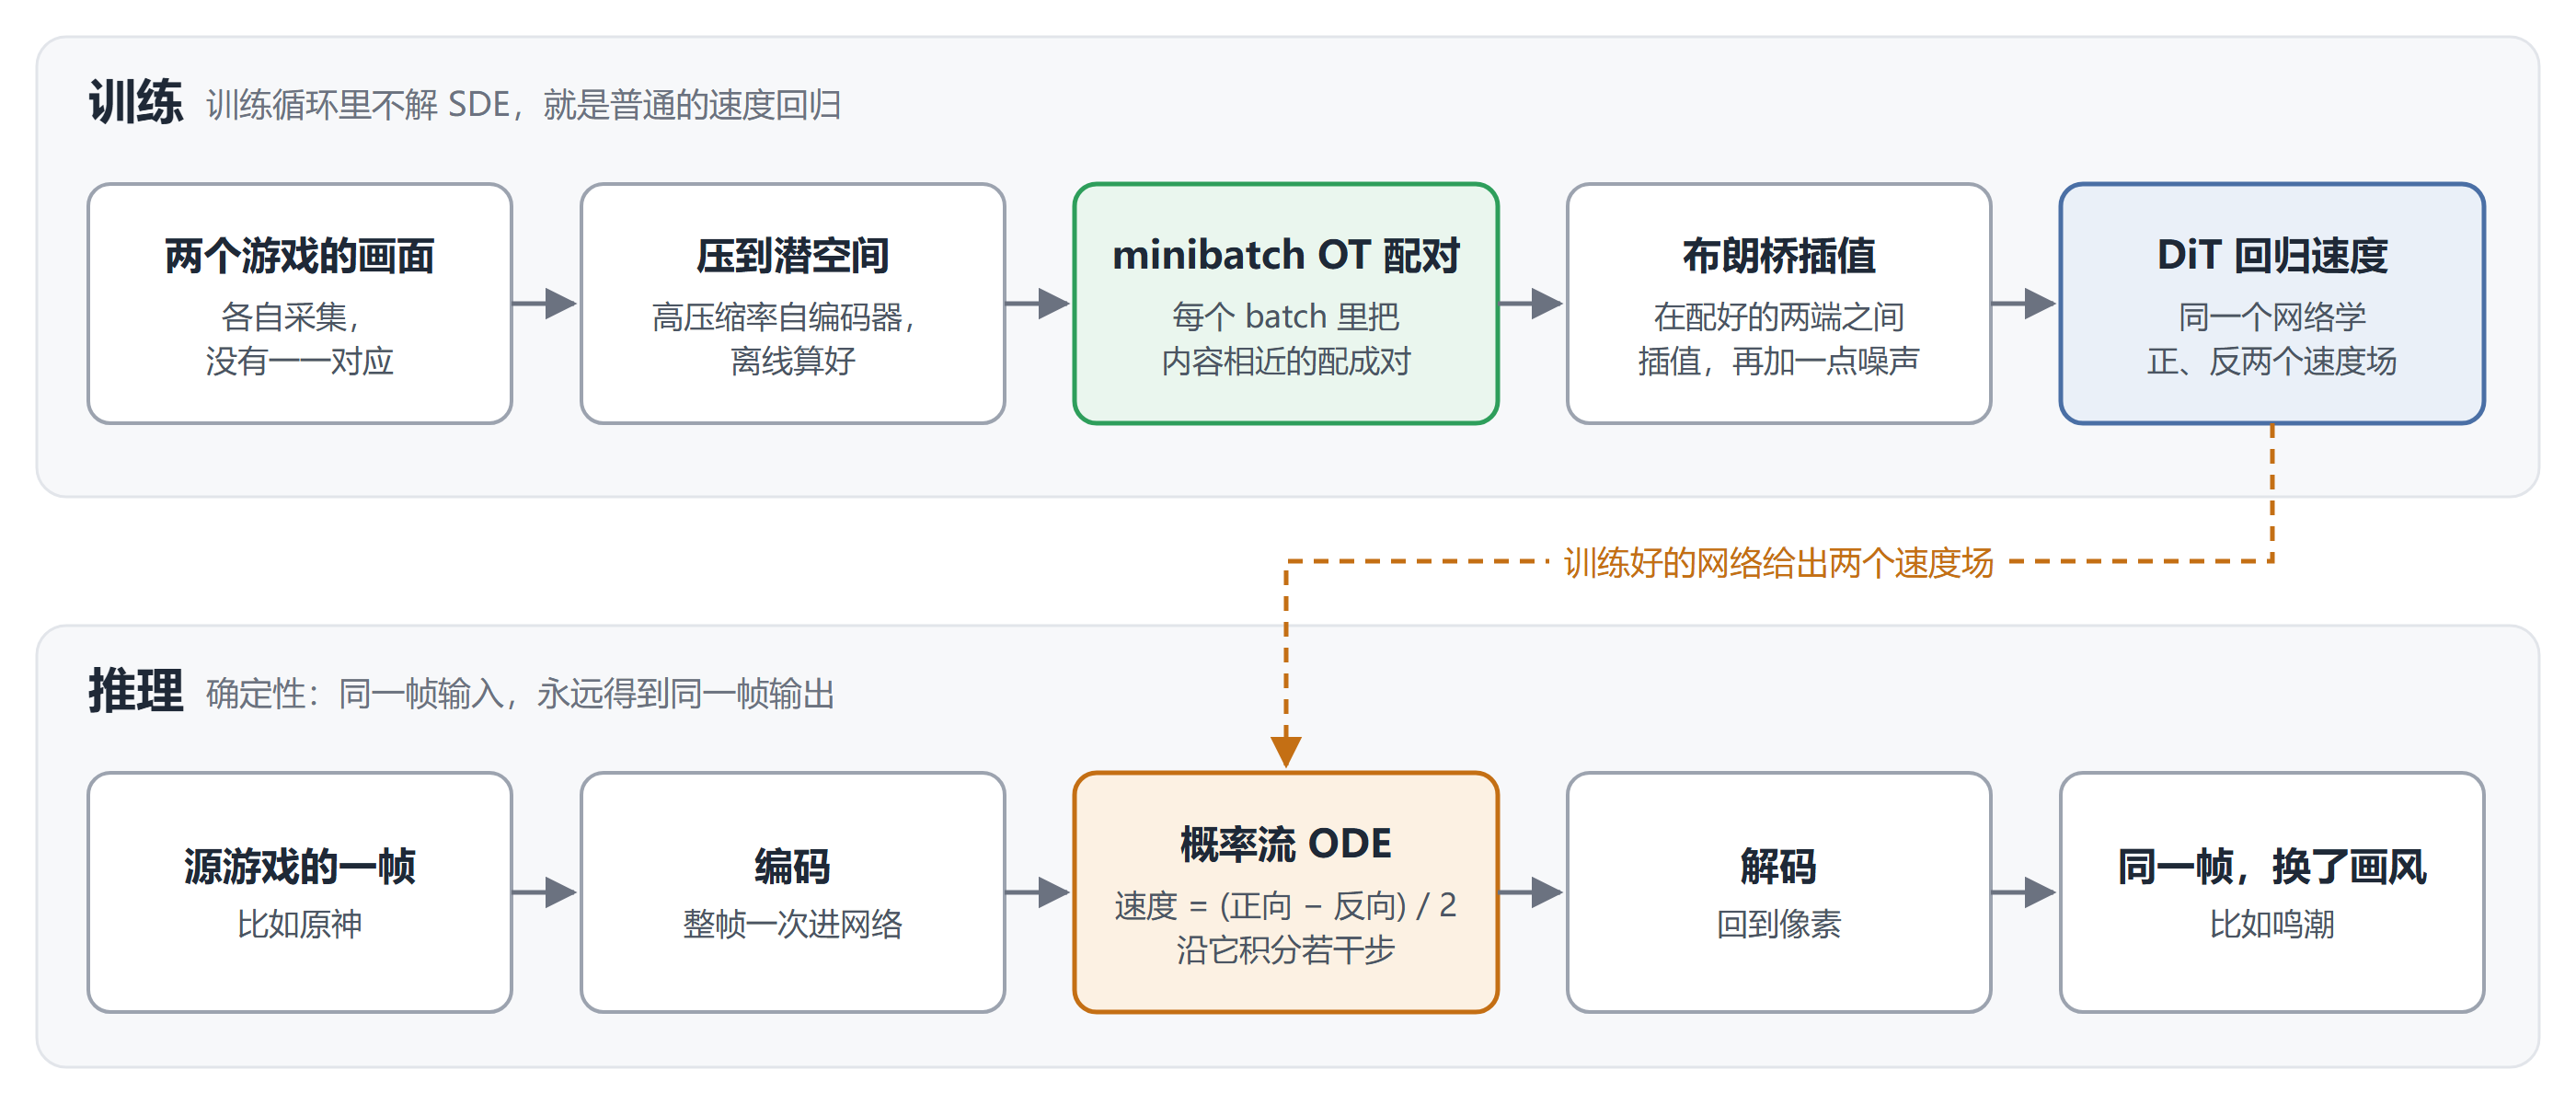 训练 训练循环里不解 SDE，就是普通的速度回归
两个游戏的画面
各自采集，
没有一一对应
压到潜空间
高压缩率自编码器，
离线算好
minibatch OT 配对
每个 batch 里把
内容相近的配成对
布朗桥插值
在配好的两端之间
插值，再加一点噪声
DiT 回归速度
同一个网络学
正、反两个速度场
训练好的网络给出两个速度场
推理 确定性：同一帧输入，永远得到同一帧输出
源游戏的一帧
比如原神
编码
整帧一次进网络
概率流 ODE
速度 = (正向 − 反向) / 2
沿它积分若干步
解码
回到像素
同一帧，换了画风
比如鸣潮